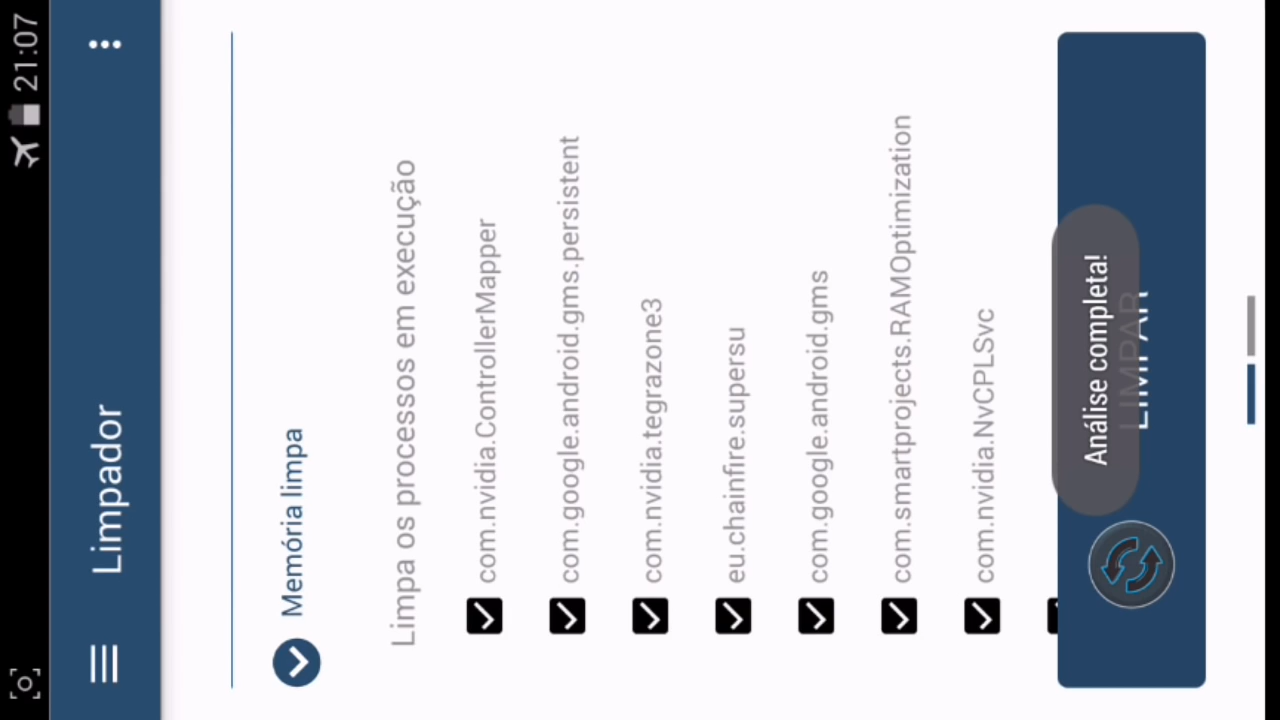 21:07
Limpador
Memória limpa
Limpa os processos em execução
com.nvidia.ControllerMapper
com.google.android.gms.persistent
com.nvidia.tegrazone3
eu.chainfire.supersu
com.google.android.gms
com.smartprojects.RAMOptimization
com.nvidia.NvCPLSvc
Análise completa!
LIMPAR